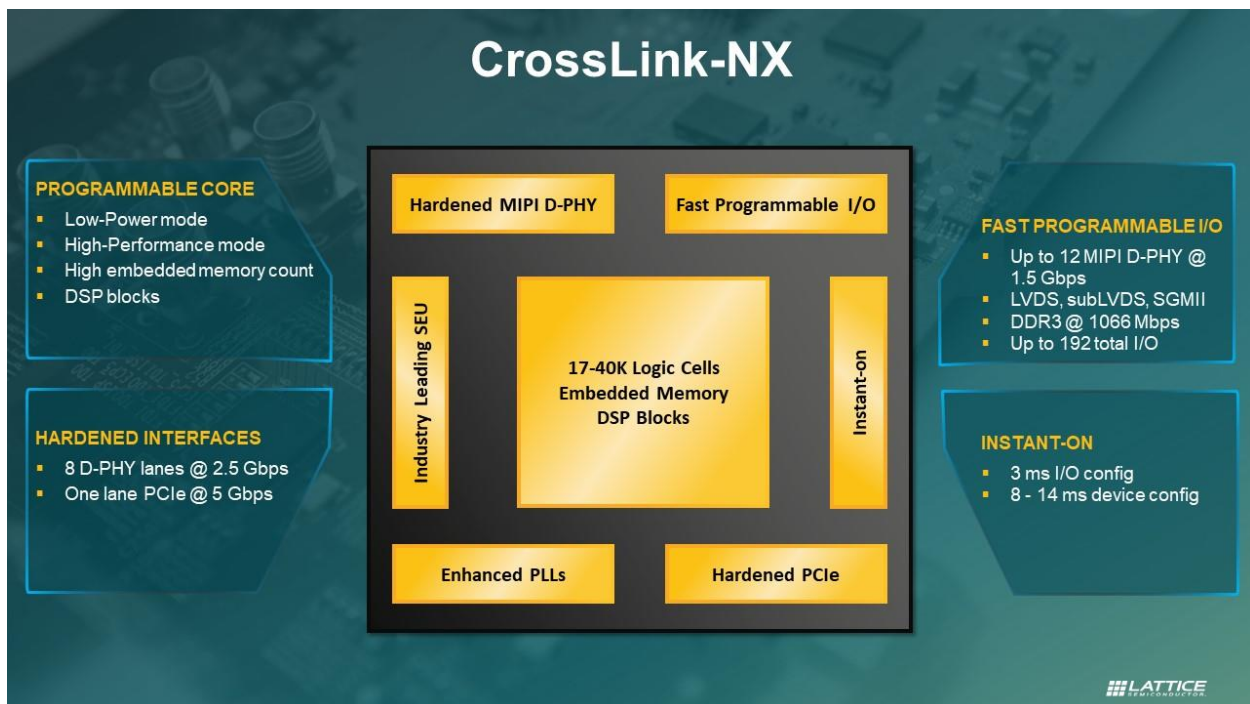 CrossLink-NX
PROGRAMMABLE CORE
Low-Power mode
High-Performance mode
High embedded memory count
DSP blocks
HARDENED INTERFACES
8 D-PHY lanes @ 2.5 Gbps
One lane PCIe @ 5 Gbps
Hardened MIPI D-PHY
Fast Programmable I/O
Industry Leading SEU
17-40K Logic Cells
Embedded Memory
DSP Blocks
Instant-on
Enhanced PLLs
Hardened PCIe
FAST PROGRAMMABLE I/O
Up to 12 MIPI D-PHY @
1.5 Gbps
LVDS, subLVDS, SGMII
DDR3 @ 1066 Mbps
Up to 192 total I/O
INSTANT-ON
3 ms I/O config
8 - 14 ms device config
LATTICE
SEMICONDUCTOR.